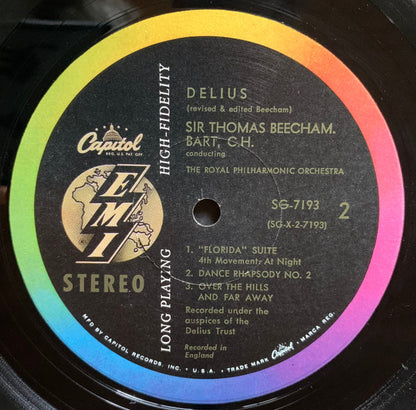 DELIUS
(revised & edited Beecham)
SIR THOMAS BEECHAM.
BART, C.H.
conducting
THE ROYAL PHILHARMONIC ORCHESTRA
Capitol
REG. U.S. PAT. OFF.
EMI
STEREO
LONG PLAYING HIGH-FIDELITY
SG-7193
2
(SG-X-2-7193)
1. "FLORIDA" SUITE
4th Movement: At Night
2. DANCE RHAPSODY NO. 2
3. OVER THE HILLS
AND FAR AWAY
Recorded under the
auspices of the
Delius Trust
Recorded in
England
MFD BY CAPITOL RECORDS, INC. • U.S.A. • TRADE MARK Capitol MARCA REG.